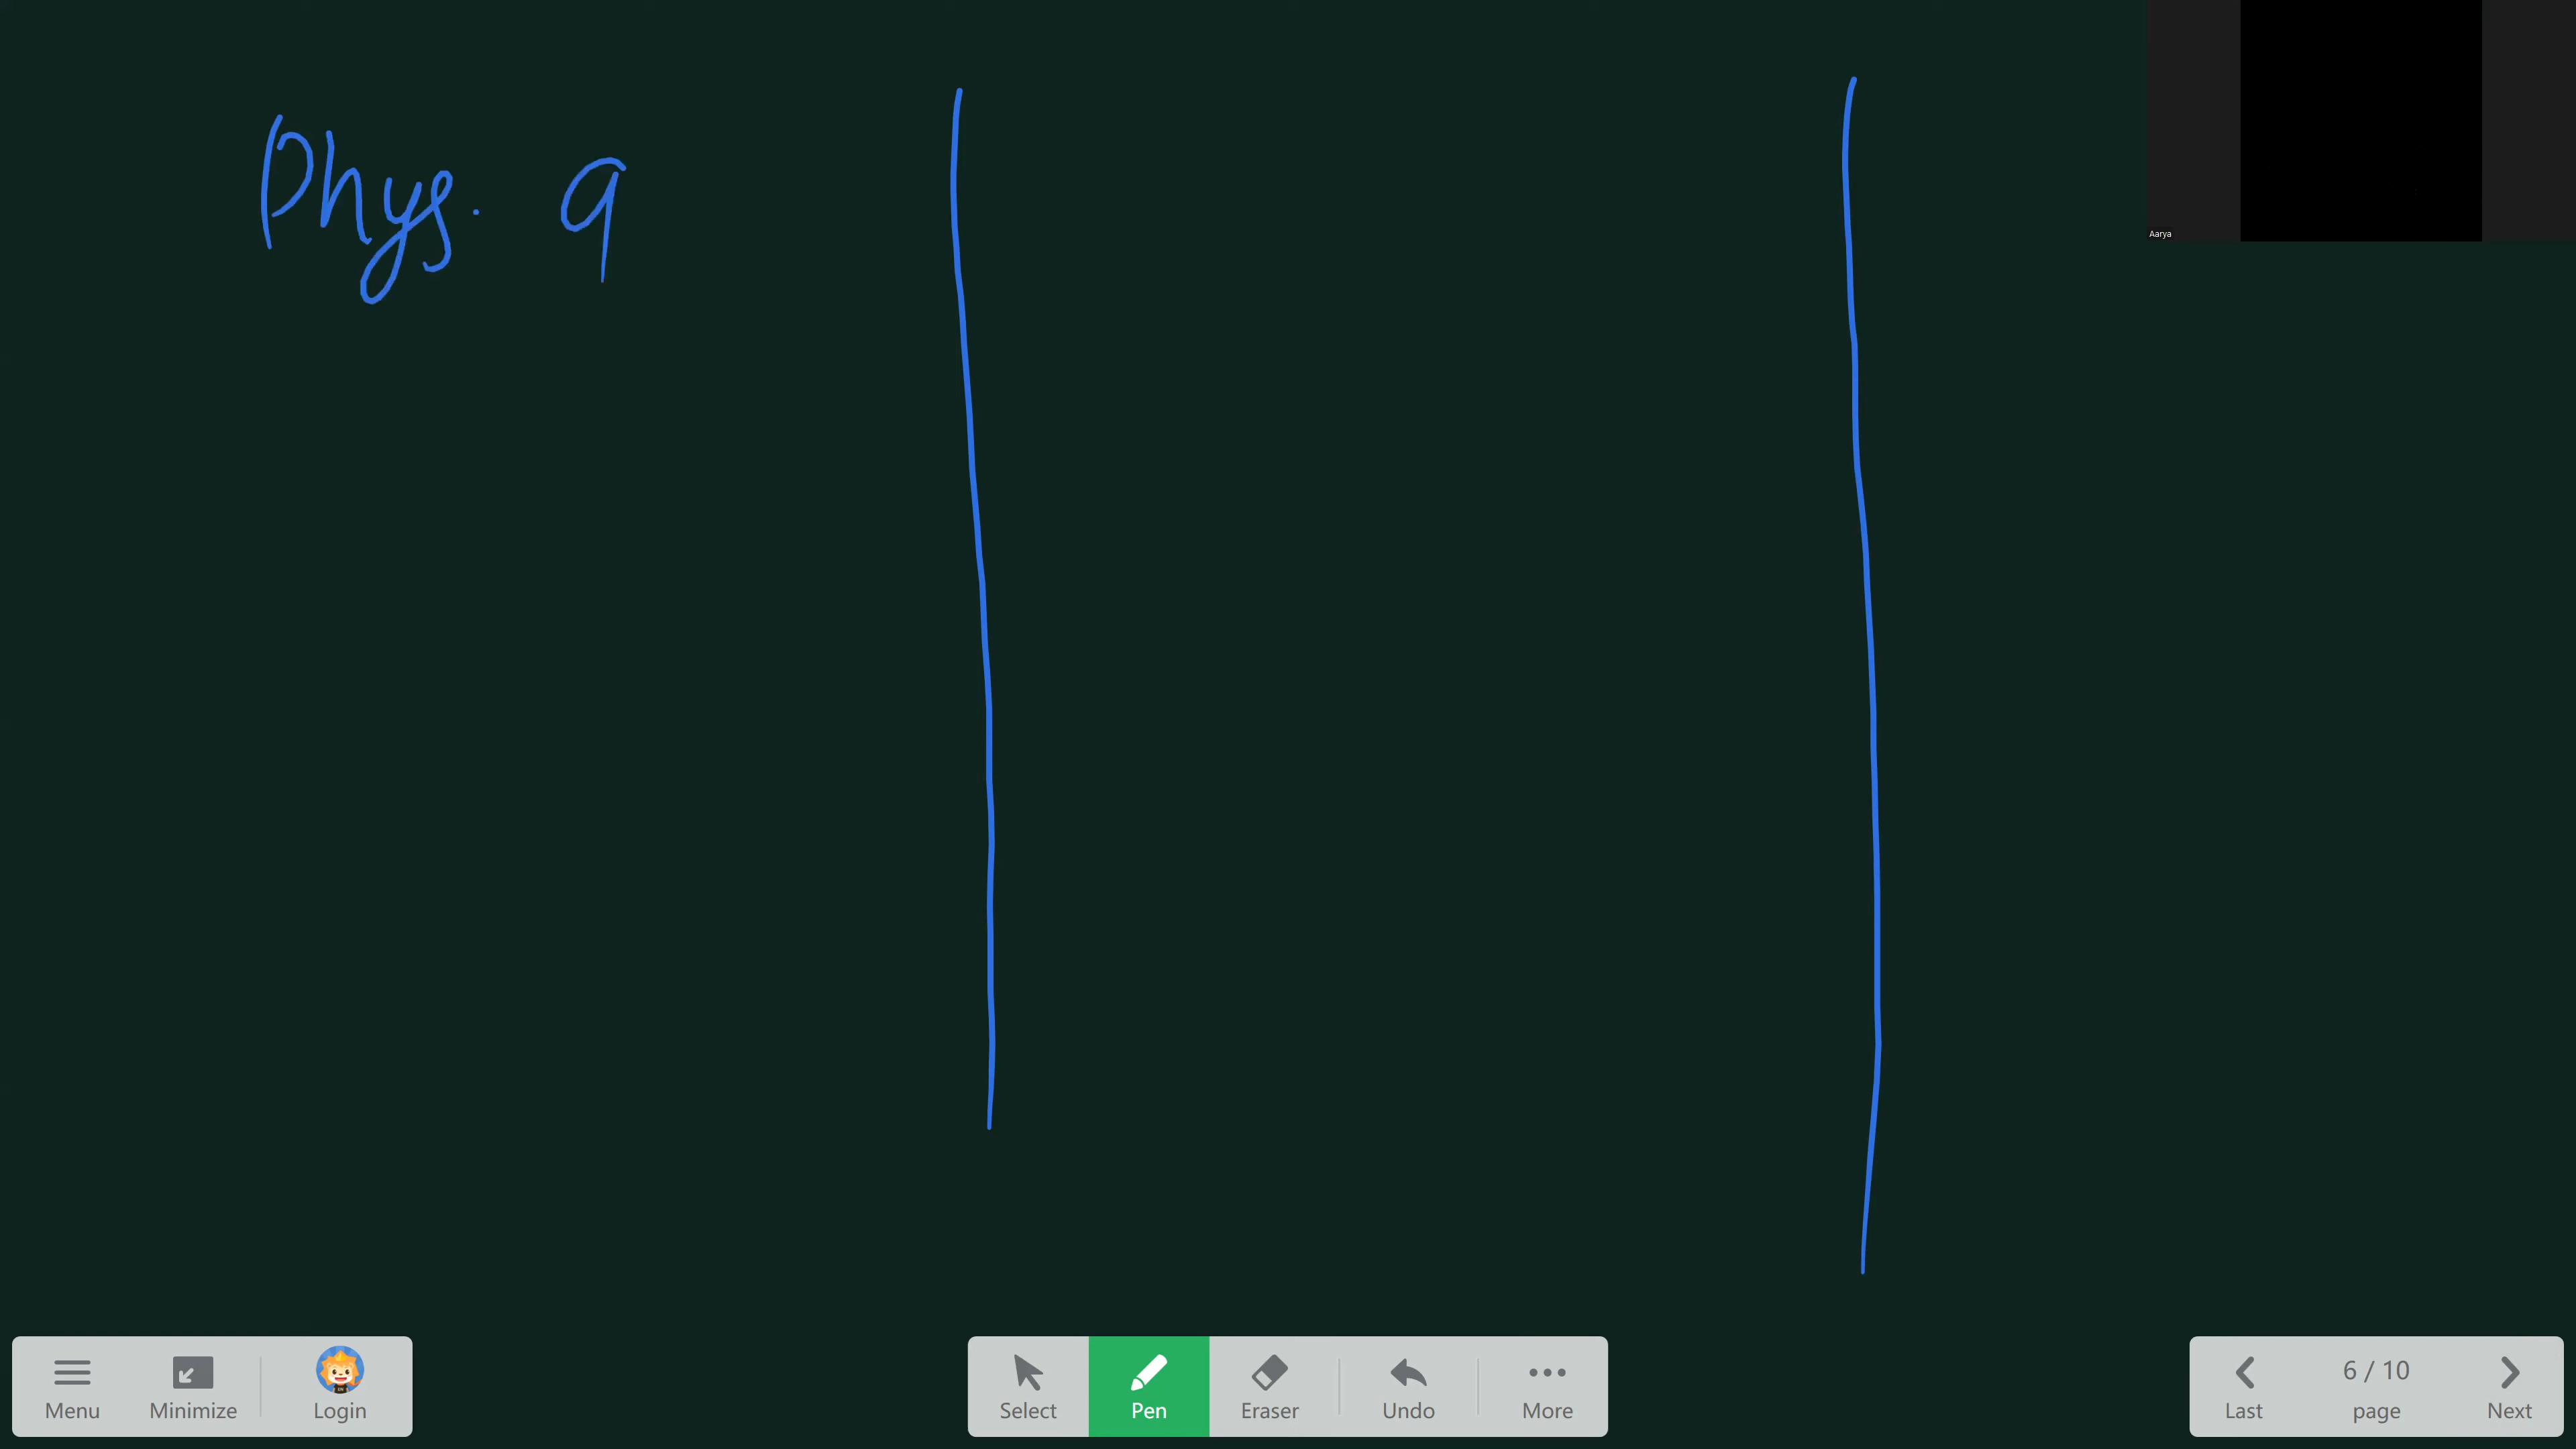 Phys. 9
Aarya
Menu
Minimize
Login
Select
Pen
Eraser
Undo
More
Last
6 / 10
page
Next